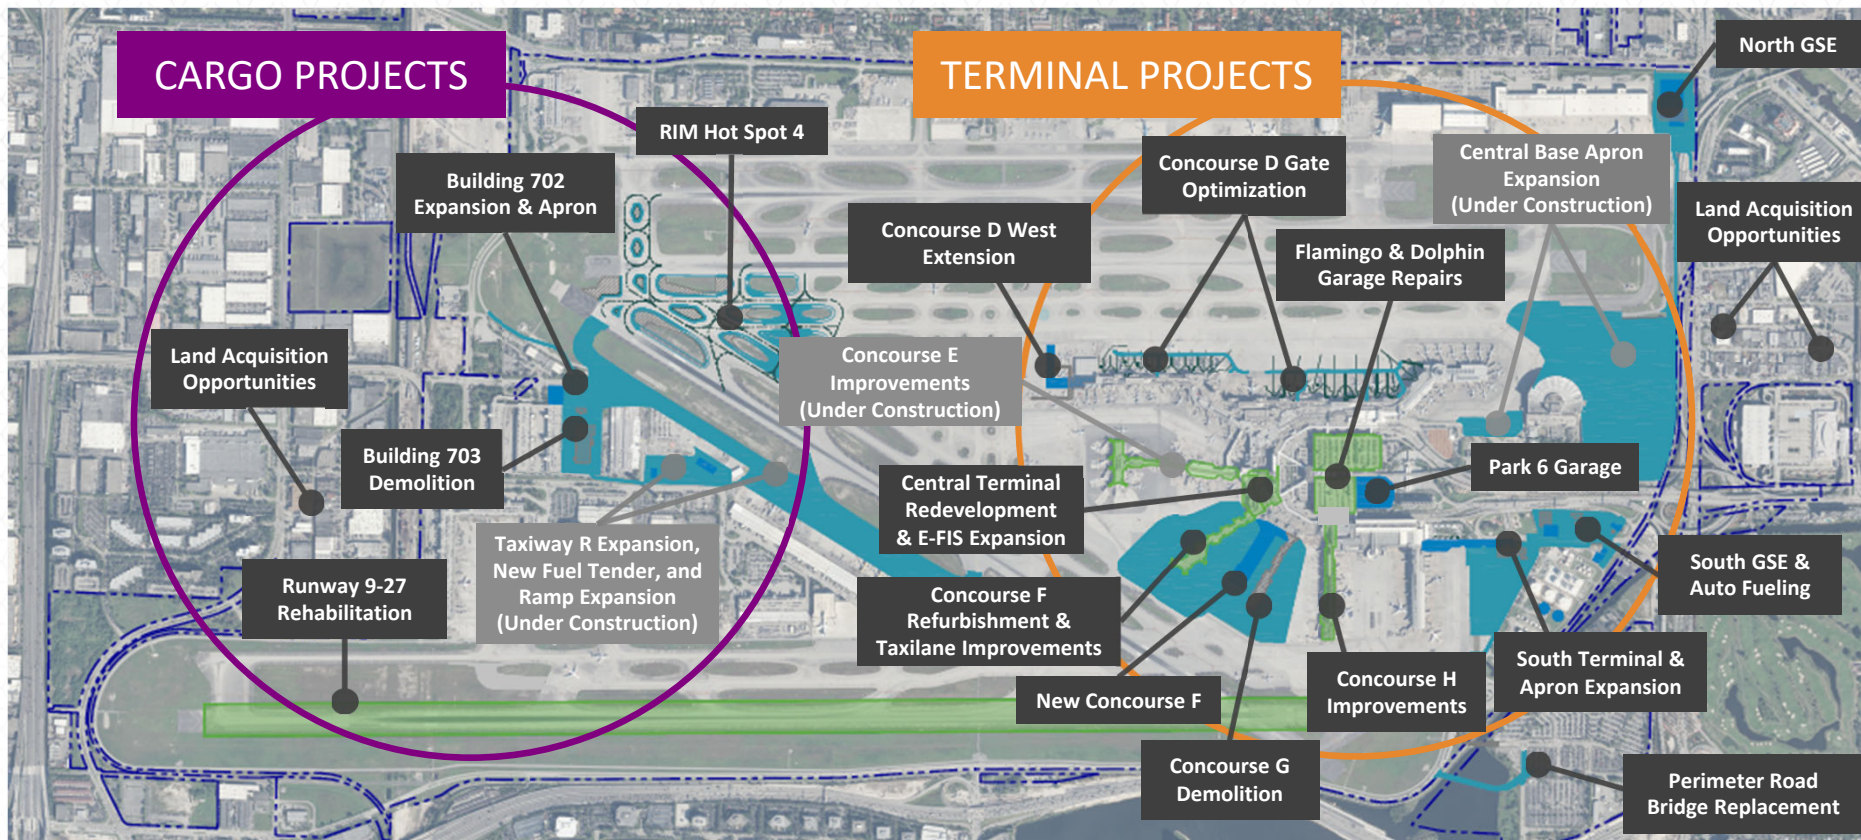 CARGO PROJECTS
TERMINAL PROJECTS
North GSE
RIM Hot Spot 4
Building 702
Expansion & Apron
Concourse D Gate
Optimization
Central Base Apron
Expansion
(Under Construction)
Land Acquisition
Opportunities
Concourse D West
Extension
Flamingo & Dolphin
Garage Repairs
Land Acquisition
Opportunities
Concourse E
Improvements
(Under Construction)
Building 703
Demolition
Park 6 Garage
Central Terminal
Redevelopment
& E-FIS Expansion
Taxiway R Expansion,
New Fuel Tender, and
Ramp Expansion
(Under Construction)
South GSE &
Auto Fueling
Runway 9-27
Rehabilitation
Concourse F
Refurbishment &
Taxilane Improvements
South Terminal &
Apron Expansion
Concourse H
Improvements
New Concourse F
Concourse G
Demolition
Perimeter Road
Bridge Replacement